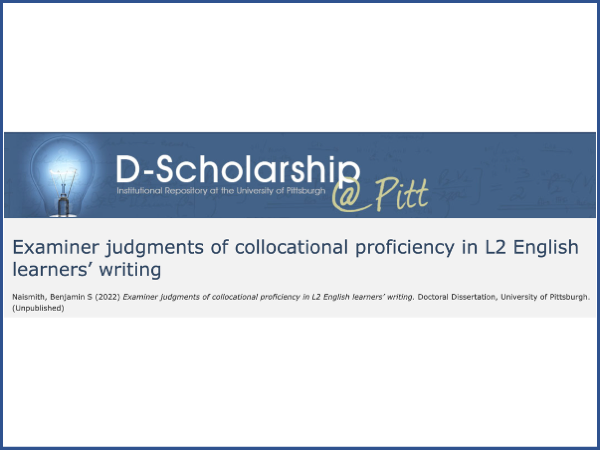 D-Scholarship
Institutional Repository at the University of Pittsburgh
@ Pitt
Examiner judgments of collocational proficiency in L2 English
learners’ writing
Naismith, Benjamin S (2022) Examiner judgments of collocational proficiency in L2 English learners' writing. Doctoral Dissertation, University of Pittsburgh.
(Unpublished)